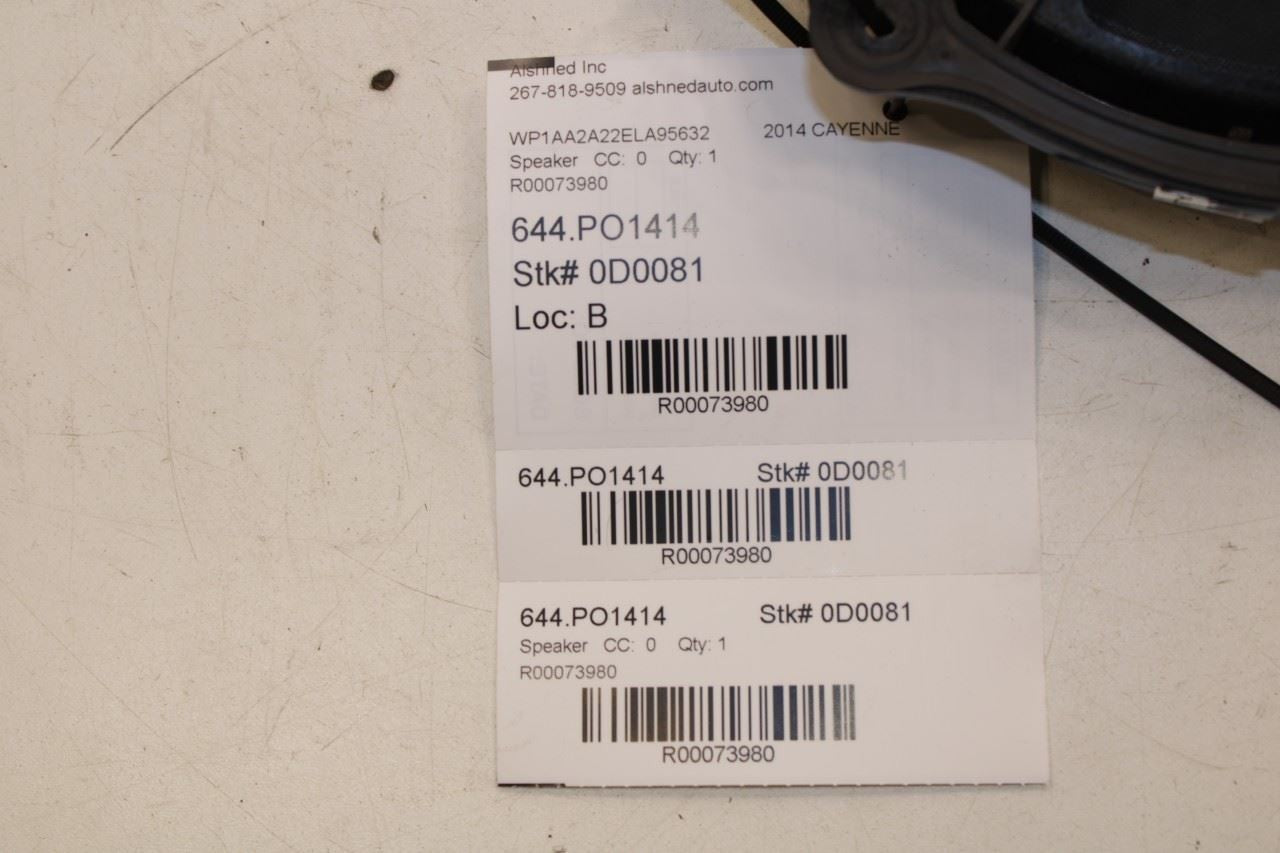 Alshned Inc
267-818-9509 alshnedauto.com
WP1AA2A22ELA95632 2014 CAYENNE
Speaker CC: 0 Qty: 1
R00073980
644.PO1414
Stk# 0D0081
Loc: B
R00073980
644.PO1414 Stk# 0D0081
R00073980
644.PO1414 Stk# 0D0081
Speaker CC: 0 Qty: 1
R00073980
R00073980